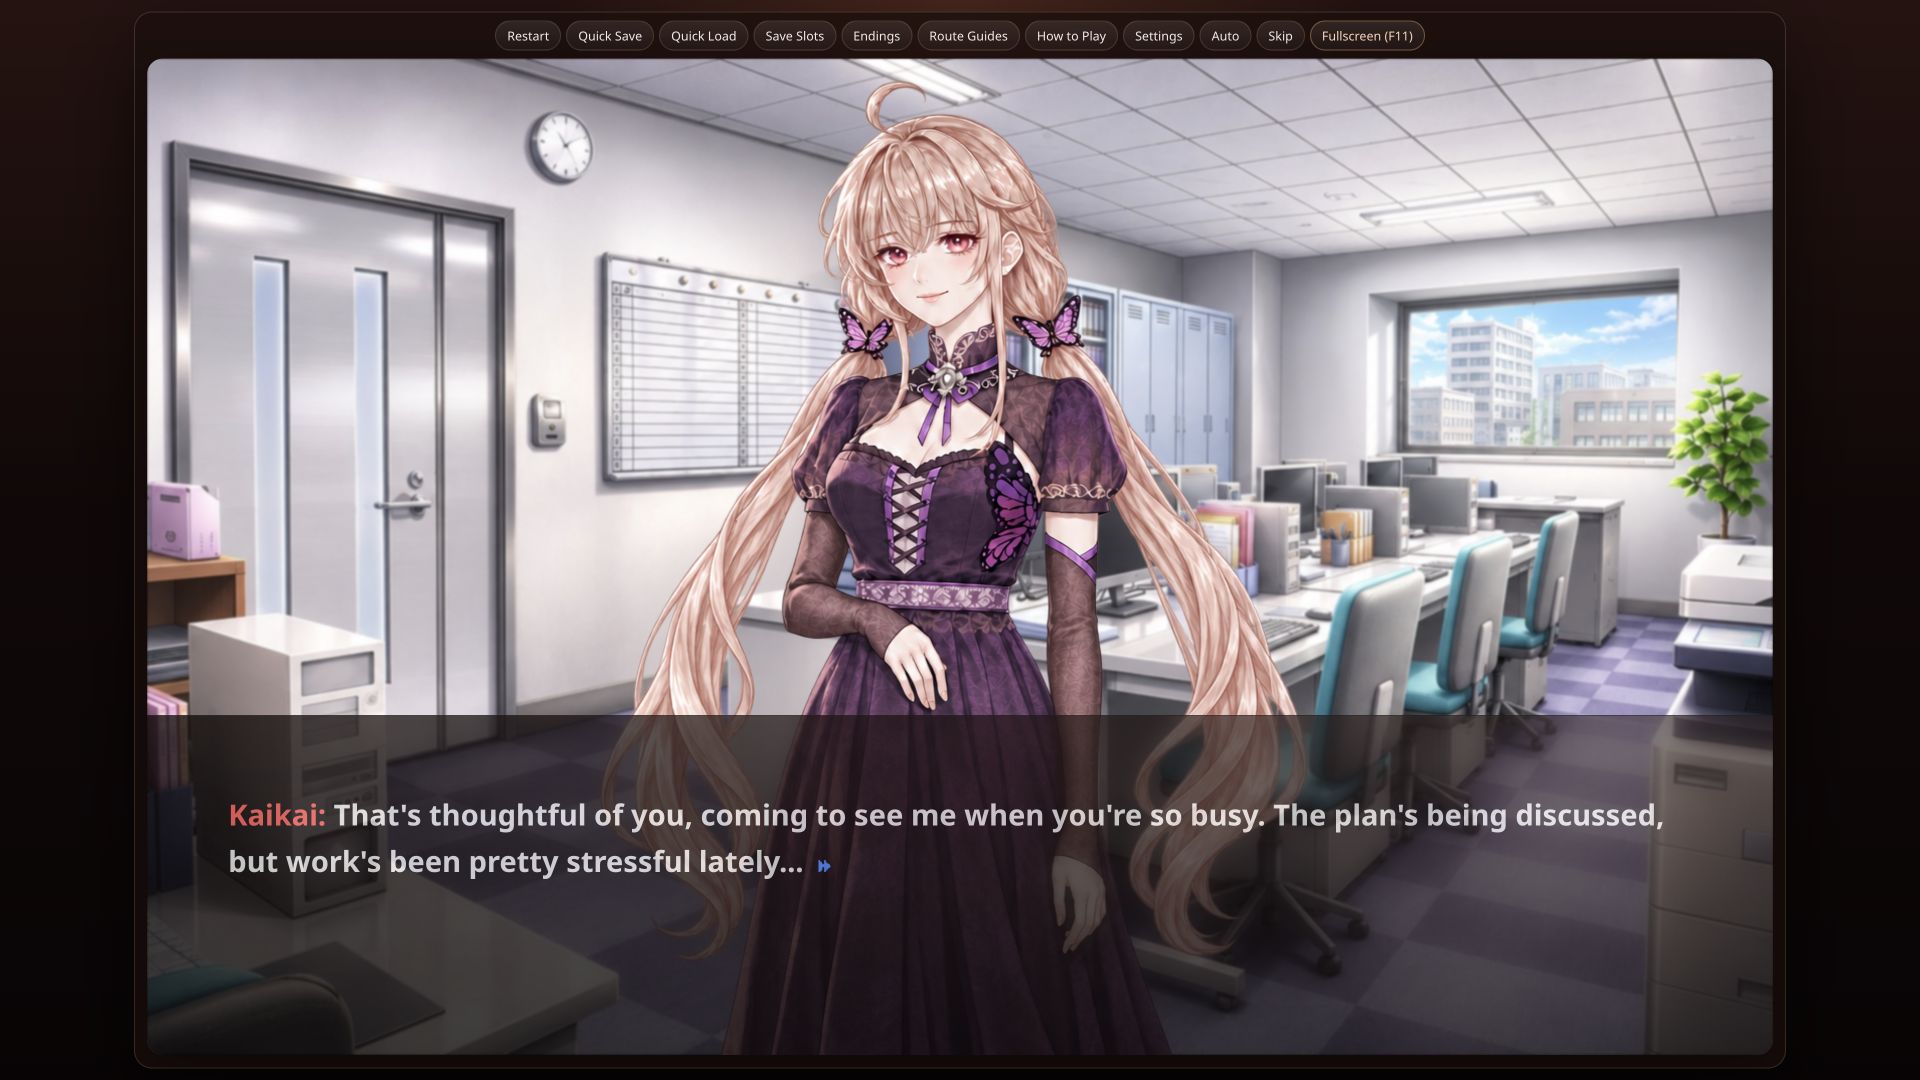 Restart Quick Save Quick Load Save Slots Endings Route Guides How to Play Settings Auto Skip Fullscreen (F11)
Kaikai: That's thoughtful of you, coming to see me when you're so busy. The plan's being discussed,
but work's been pretty stressful lately...